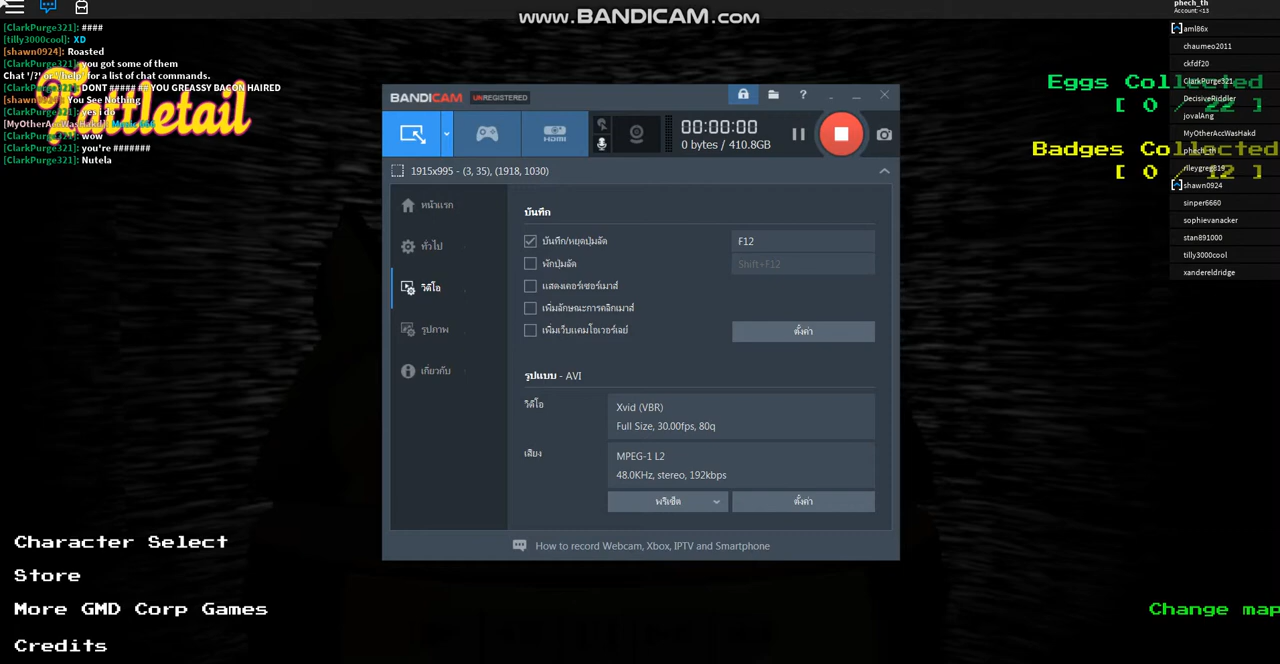 www.BANDICAM.com
phech_th
Account: <13
[ClarkPurge321]: ####
[tilly3000cool]: XD
[shawn0924]: Roasted
[ClarkPurge321]: you got some of them
Chat '/?' or '/help' for a list of chat commands.
[ClarkPurge321]: DONT ##### ## YOU GREASSY BACON HAIRED
[shawn0924]: You See Nothing
[ClarkPurge321]: yes i do
[MyOtherAccWasHakd]:
[ClarkPurge321]: wow
[ClarkPurge321]: you're #######
[ClarkPurge321]: Nutela
Tattletail
BANDICAM UNREGISTERED
HDMI
00:00:00
0 bytes / 410.8GB
1915x995 - (3, 35), (1918, 1030)
หน้าแรก
ทั่วไป
วิดีโอ
รูปภาพ
เกี่ยวกับ
บันทึก
บันทึก/หยุดปุ่มลัด F12
พักปุ่มลัด Shift+F12
แสดงเคอร์เซอร์เมาส์
เพิ่มลักษณะการคลิกเมาส์
เพิ่มเว็บแคมโอเวอร์เลย์ ตั้งค่า
รูปแบบ - AVI
วิดีโอ
Xvid (VBR)
Full Size, 30.00fps, 80q
เสียง
MPEG-1 L2
48.0KHz, stereo, 192kbps
พรีเซ็ต ตั้งค่า
How to record Webcam, Xbox, IPTV and Smartphone
Eggs Collected
[ 0 / 22 ]
Badges Collected
[ 0 / 12 ]
aml86x
chaumeo2011
ckfdf20
ClarkPurge321
DecisiveRiddler
jovalAng
MyOtherAccWasHakd
phech_th
rileygreg819
shawn0924
sinper6660
sophievanacker
stan891000
tilly3000cool
xandereldridge
Character Select
Store
More GMD Corp Games
Credits
Change map